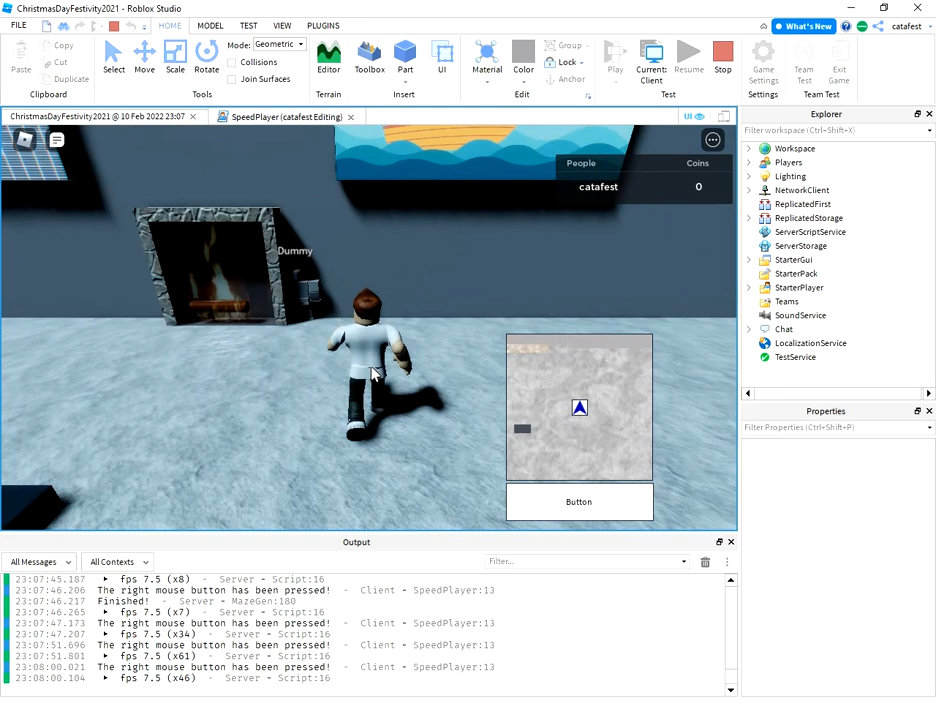 ChristmasDayFestivity2021 - Roblox Studio
FILE HOME MODEL TEST VIEW PLUGINS What's New catafest
Paste Copy Cut Duplicate
Clipboard
Select Move Scale Rotate
Mode: Geometric
Collisions
Join Surfaces
Tools
Editor
Terrain
Toolbox Part UI
Insert
Material Color Group Lock Anchor
Edit
Play Current: Client Resume Stop
Test
Game Settings
Settings
Team Test Exit Game
Team Test
ChristmasDayFestivity2021 @ 10 Feb 2022 23:07 SpeedPlayer (catafest Editing) UI
People Coins
catafest 0
Dummy
Button
Explorer
Filter workspace (Ctrl+Shift+X)
Workspace
Players
Lighting
NetworkClient
ReplicatedFirst
ReplicatedStorage
ServerScriptService
ServerStorage
StarterGui
StarterPack
StarterPlayer
Teams
SoundService
Chat
LocalizationService
TestService
Properties
Filter Properties (Ctrl+Shift+P)
Output
All Messages All Contexts Filter...
23:07:45.187 fps 7.5 (x8) - Server - Script:16
23:07:46.206 The right mouse button has been pressed! - Client - SpeedPlayer:13
23:07:46.217 Finished! - Server - MazeGen:180
23:07:46.265 fps 7.5 (x7) - Server - Script:16
23:07:47.173 The right mouse button has been pressed! - Client - SpeedPlayer:13
23:07:47.207 fps 7.5 (x34) - Server - Script:16
23:07:51.696 The right mouse button has been pressed! - Client - SpeedPlayer:13
23:07:51.801 fps 7.5 (x61) - Server - Script:16
23:08:00.021 The right mouse button has been pressed! - Client - SpeedPlayer:13
23:08:00.104 fps 7.5 (x46) - Server - Script:16